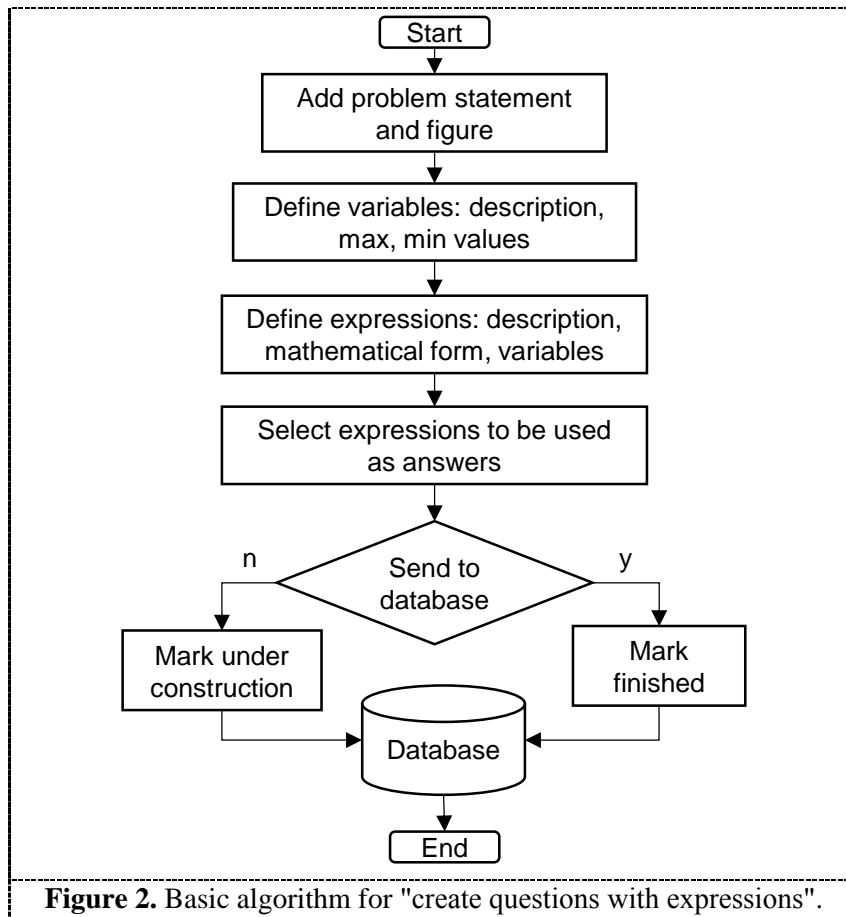 Start
Add problem statement
and figure
Define variables: description,
max, min values
Define expressions: description,
mathematical form, variables
Select expressions to be used
as answers
n
Send to
database
y
Mark under
construction
Mark
finished
Database
End
Figure 2. Basic algorithm for "create questions with expressions".